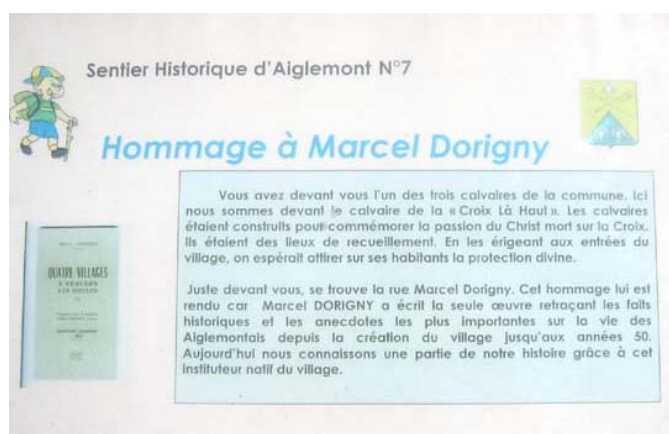 Sentier Historique d'Aiglemont N°7
Hommage à Marcel Dorigny
Vous avez devant vous l'un des trois calvaires de la commune. Ici
nous sommes devant le calvaire de la « Croix Là Haut ». Les calvaires
étaient construits pour commémorer la passion du Christ mort sur la Croix.
Ils étaient des lieux de recueillement. En les érigeant aux entrées du
village, on espérait attirer sur ses habitants la protection divine.
Juste devant vous, se trouve la rue Marcel Dorigny. Cet hommage lui est
rendu car Marcel DORIGNY a écrit la seule œuvre retraçant les faits
historiques et les anecdotes les plus importantes sur la vie des
Aiglemontais depuis la création du village jusqu'aux années 50.
Aujourd'hui nous connaissons une partie de notre histoire grâce à cet
instituteur natif du village.
QUATRE VILLAGES
A TRAVERS
LES SIECLES